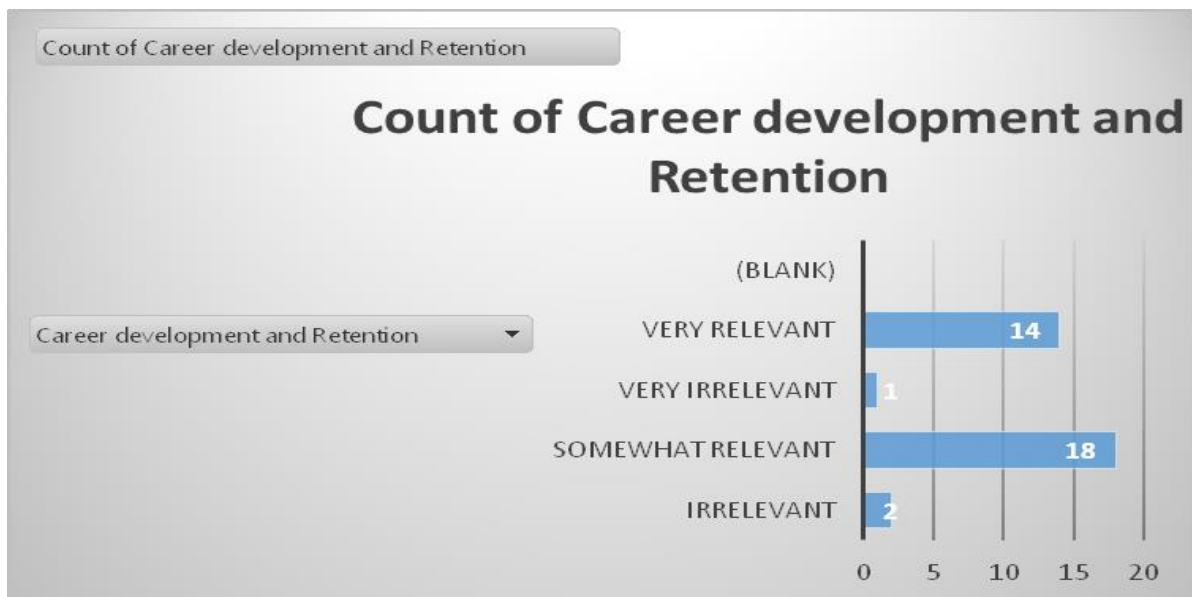 Count of Career development and Retention
Count of Career development and
Retention
(BLANK)
Career development and Retention
VERY RELEVANT
14
VERY IRRELEVANT
1
SOMEWHAT RELEVANT
18
IRRELEVANT
2
0 5 10 15 20